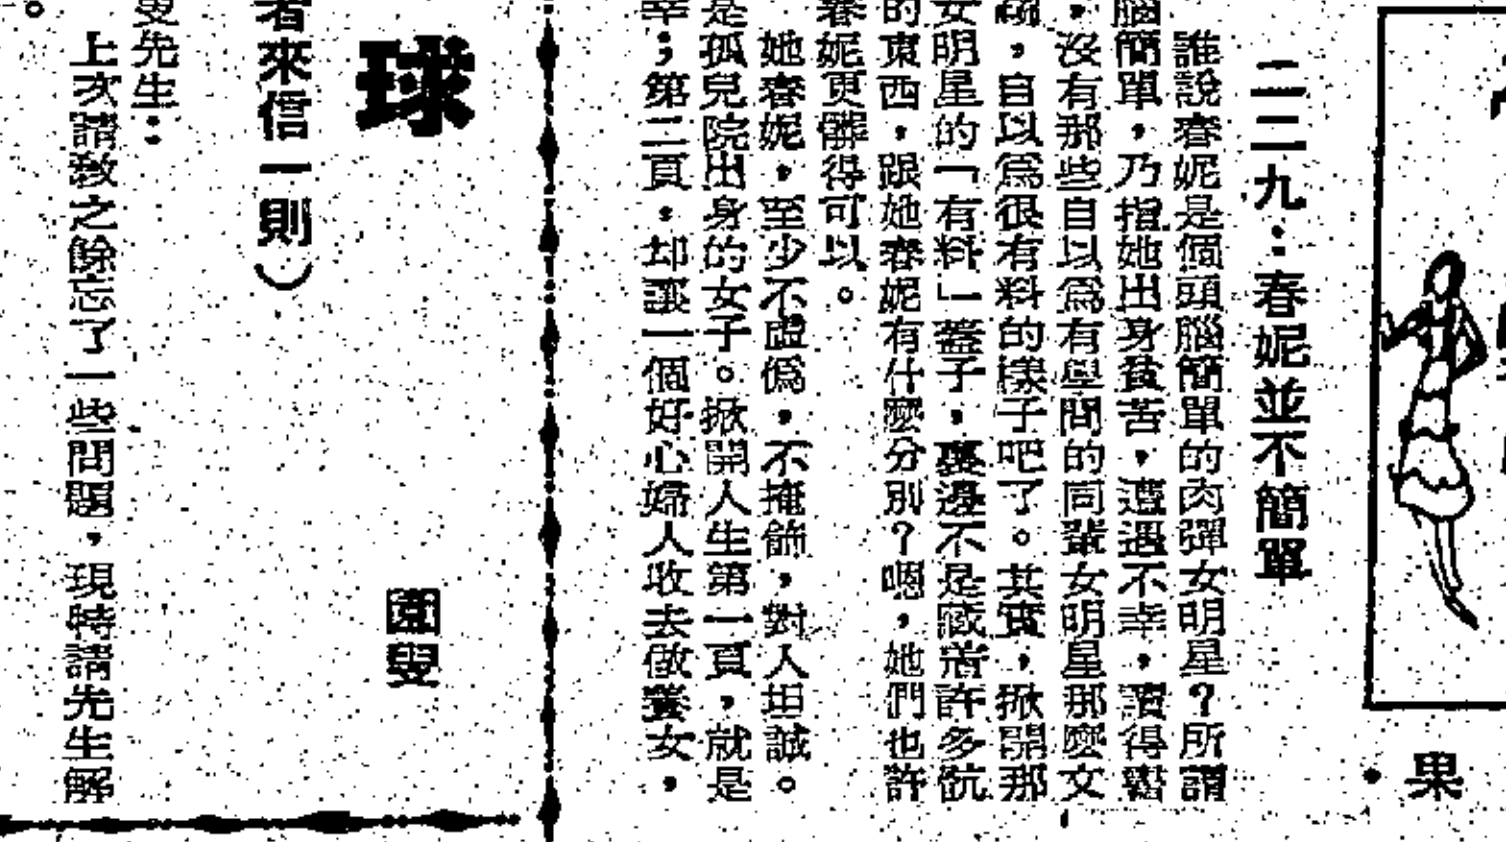 果
二二九：春妮並不簡單
誰說春妮是個頭腦簡單的肉彈女明星？所謂
腦簡單，乃指她出身貧苦，遭遇不幸，讀得
，沒有那些自以爲有學問的同輩女明星那麼文
，自以爲很有料的樣子吧了。其實，掀開那
女明星的「有料」蓋子，裏邊不是藏着許多
的東西，跟她春妮有什麼分別？嗯，她們也許
春妮更髒得可以。
她春妮，至少不虛僞，不掩飾，對人坦誠。
是孤兒院出身的女子。掀開人生第一頁，就是
幸；第二頁，却讓一個好心婦人收去做養女，
球
園叟
者來信一則）
叟先生：
上次請敎之餘忘了一些問題，現時請先生解
。